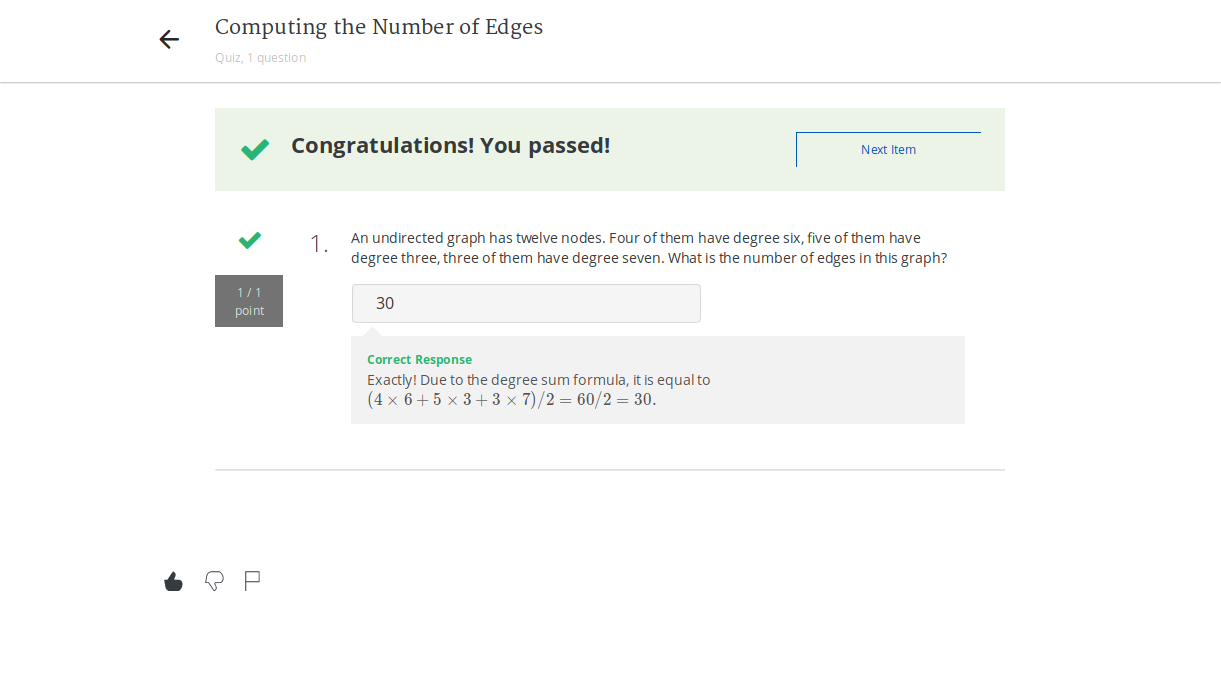 Computing the Number of Edges
Quiz, 1 question
Congratulations! You passed!
Next Item
1 / 1
point
1.
An undirected graph has twelve nodes. Four of them have degree six, five of them have
degree three, three of them have degree seven. What is the number of edges in this graph?
30
Correct Response
Exactly! Due to the degree sum formula, it is equal to
(4 × 6 + 5 × 3 + 3 × 7)/2 = 60/2 = 30.